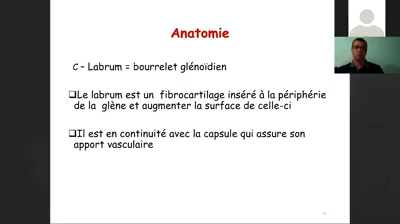 Anatomie
C – Labrum = bourrelet glénoïdien
❑Le labrum est un fibrocartilage inséré à la périphérie
de la glène et augmenter la surface de celle-ci
❑Il est en continuité avec la capsule qui assure son
apport vasculaire